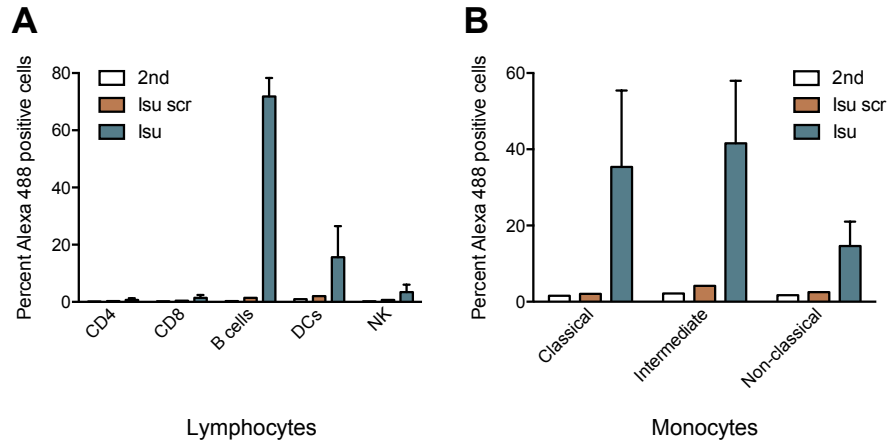 A
Percent Alexa 488 positive cells
80
60
40
20
0
2nd
Isu scr
Isu
CD4
CD8
B cells
DCs
NK
Lymphocytes
B
Percent Alexa 488 positive cells
60
40
20
0
2nd
Isu scr
Isu
Classical
Intermediate
Non-classical
Monocytes